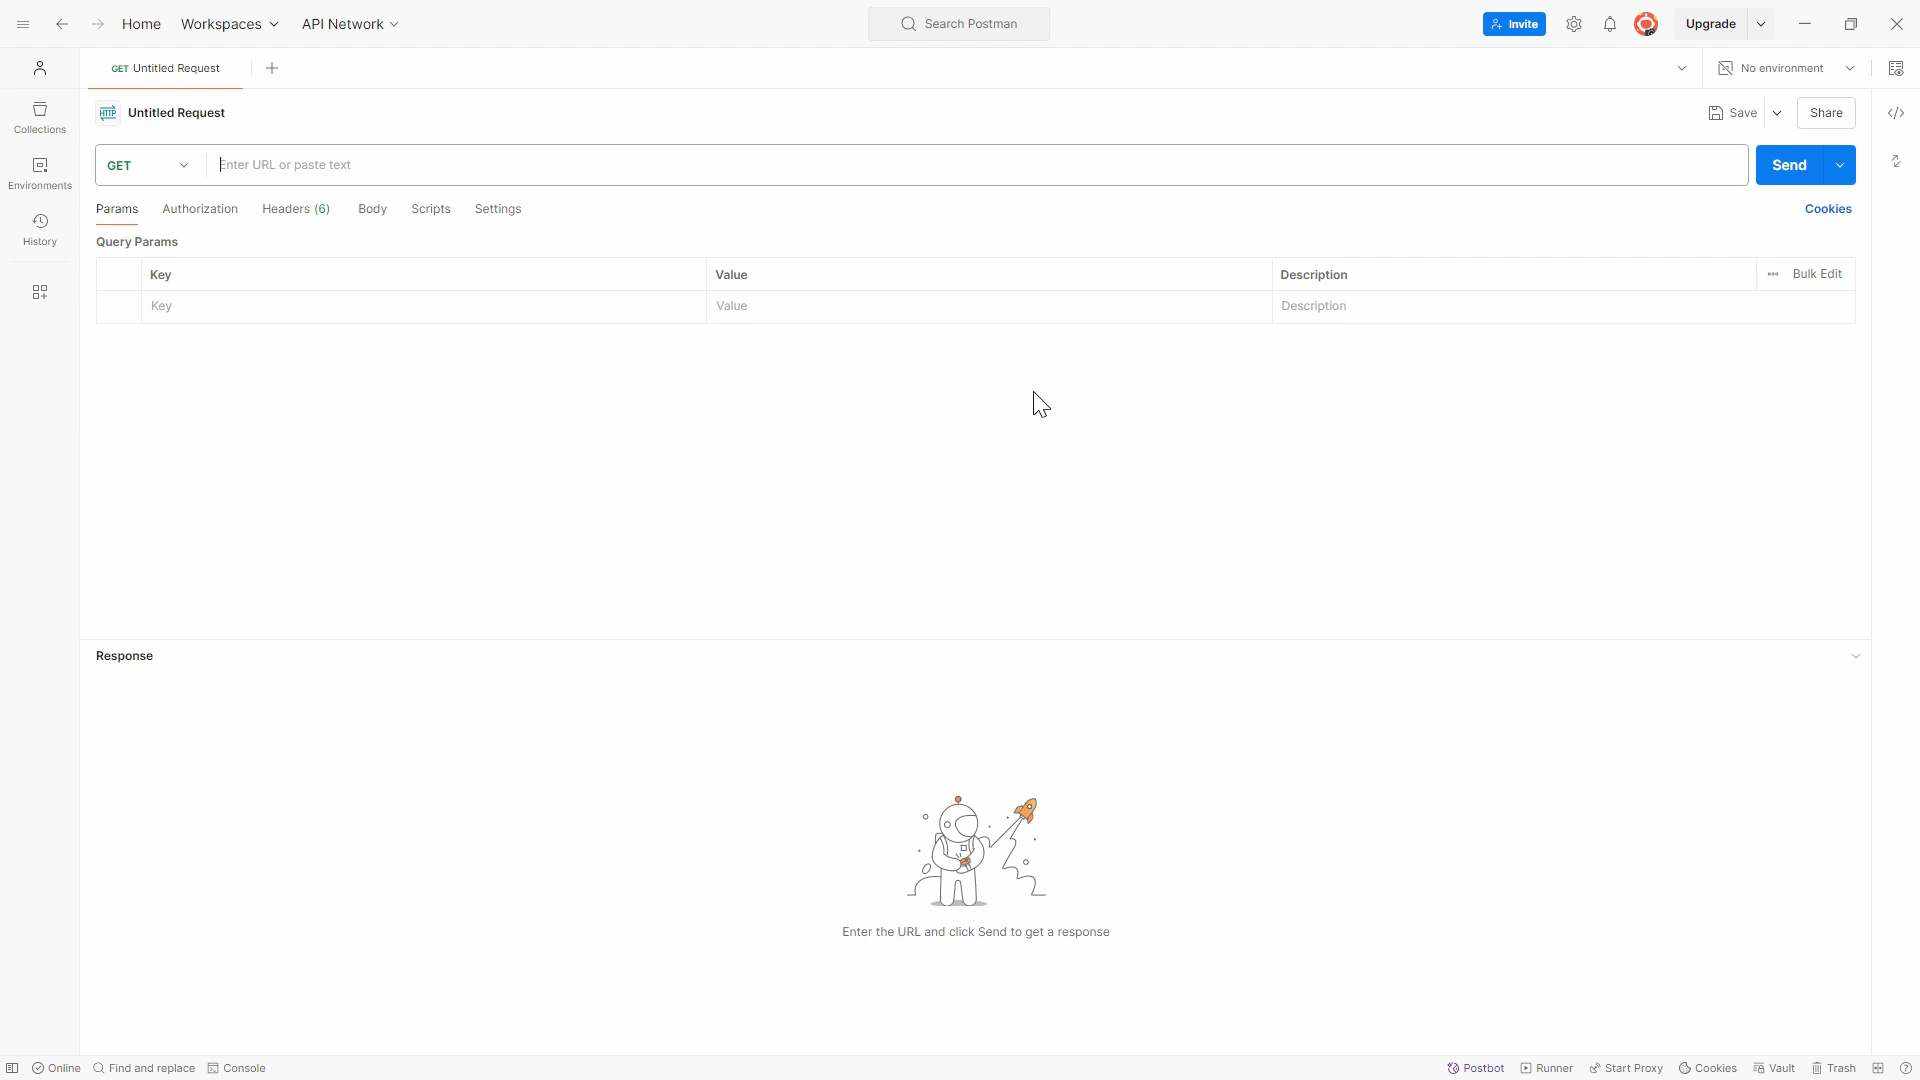 Home Workspaces API Network Search Postman Invite Upgrade
GET Untitled Request No environment
HTTP Untitled Request Save Share
GET Enter URL or paste text Send
Params Authorization Headers (6) Body Scripts Settings Cookies
Query Params
Key Value Description Bulk Edit
Key Value Description
Collections
Environments
History
Response
Enter the URL and click Send to get a response
Online Find and replace Console Postbot Runner Start Proxy Cookies Vault Trash